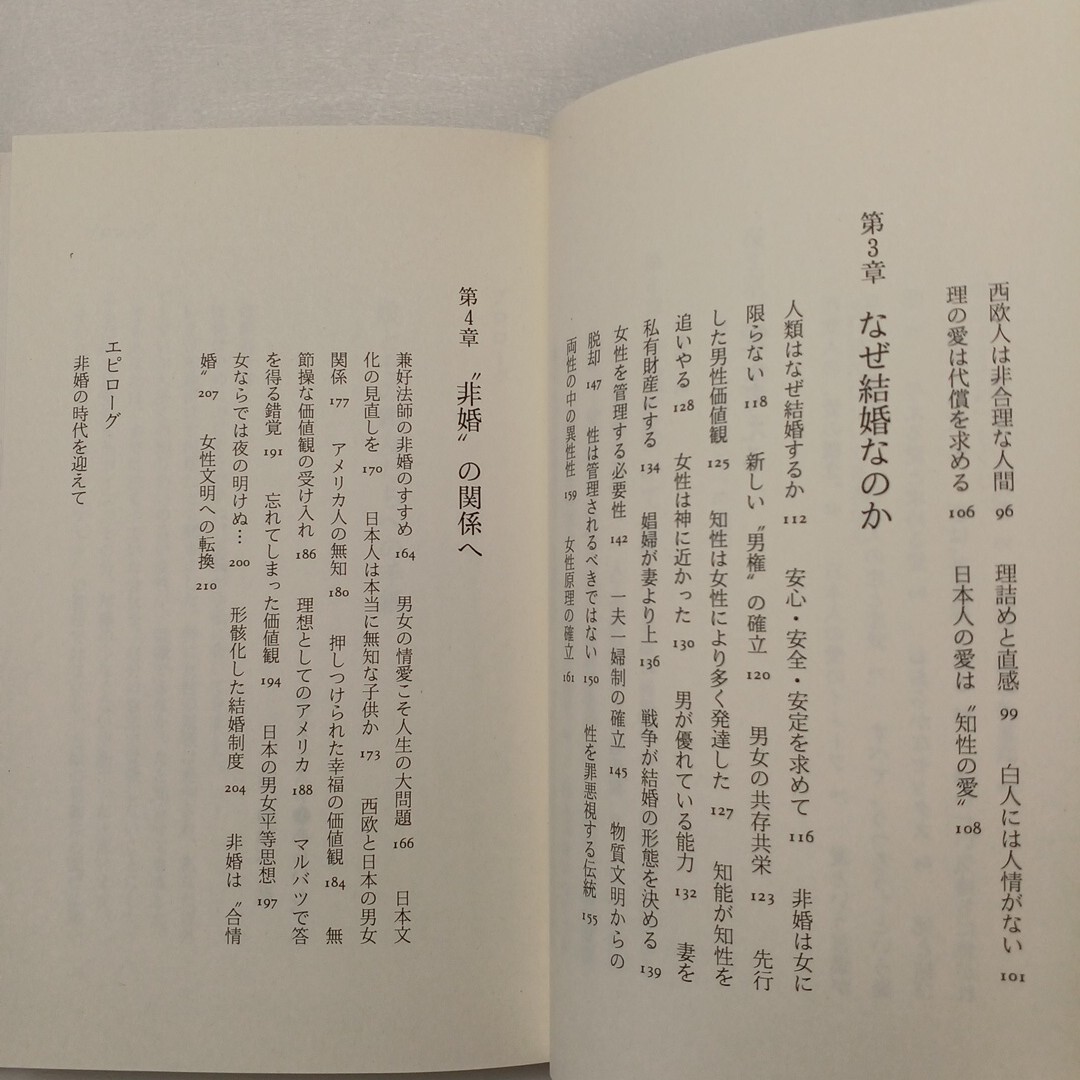 西欧人は非合理な人間 96 理詰めと直感 99 白人には人情がない 101
理の愛は代償を求める 106 日本人の愛は〝知性の愛〟 108
第3章 なぜ結婚なのか
人類はなぜ結婚するか 112 安心・安全・安定を求めて 116 非婚は女に
限らない 118 新しい〝男権〟の確立 120 男女の共存共栄 123 先行
した男性価値観 125 知性は女性により多く発達した 127 知能が知性を
追いやる 128 女性は神に近かった 130 男が優れている能力 132 妻を
私有財産にする 134 娼婦が妻より上 136 戦争が結婚の形態を決める 139
女性を管理する必要性 142 一夫一婦制の確立 145 物質文明からの
脱却 147 性は管理されるべきではない 150 性を罪悪視する伝統 155
両性の中の異性性 159 女性原理の確立 161
第4章 〝非婚〟の関係へ
兼好法師の非婚のすすめ 164 男女の情愛こそ人生の大問題 166 日本文
化の見直しを 170 日本人は本当に無知な子供か 173 西欧と日本の男女
関係 177 アメリカ人の無知 180 押しつけられた幸福の価値観 184 無
節操な価値観の受け入れ 186 理想としてのアメリカ 188 マルバツで答
を得る錯覚 191 忘れてしまった価値観 194 日本の男女平等思想 197
女ならでは夜の明けぬ… 200 形骸化した結婚制度 204 非婚は〝合情
婚〟 207 女性文明への転換 210
エピローグ
非婚の時代を迎えて